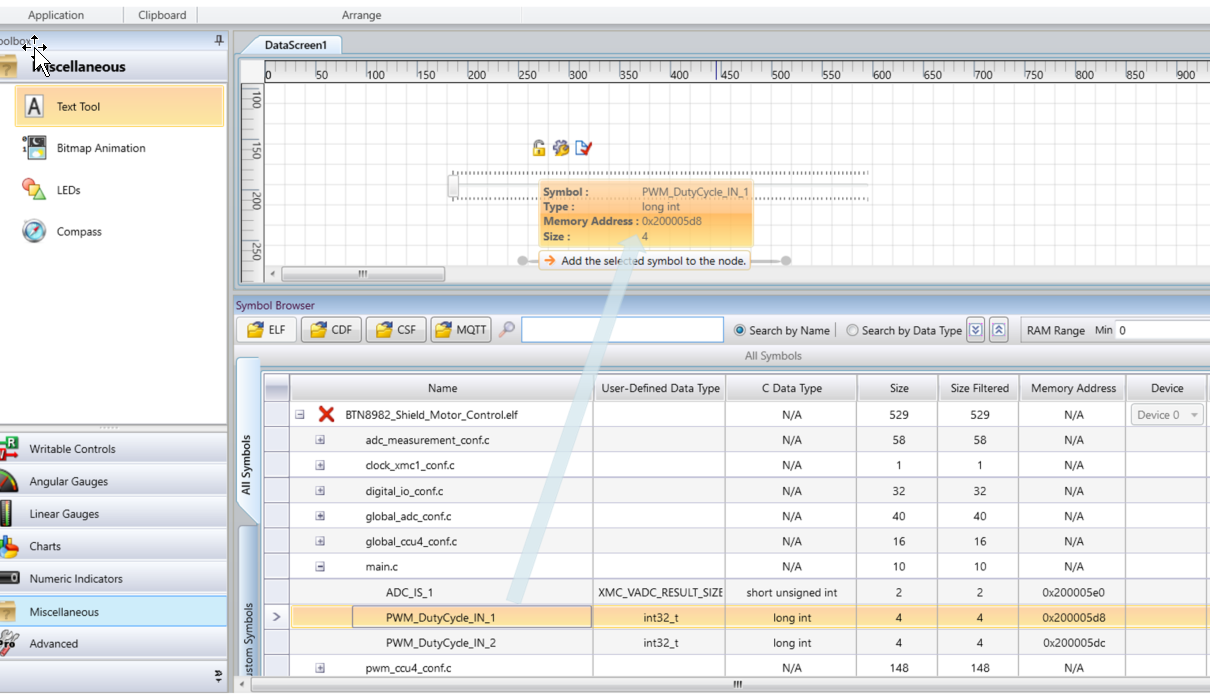 Application Clipboard Arrange
oolbox
Miscellaneous
Text Tool
Bitmap Animation
LEDs
Compass
Writable Controls
Angular Gauges
Linear Gauges
Charts
Numeric Indicators
Miscellaneous
Advanced
DataScreen1
0 50 100 150 200 250 300 350 400 450 500 550 600 650 700 750 800 850 900
100
150
200
250
Symbol : PWM_DutyCycle_IN_1
Type : long int
Memory Address : 0x200005d8
Size : 4
Add the selected symbol to the node.
Symbol Browser
ELF CDF CSF MQTT Search by Name Search by Data Type RAM Range Min 0
All Symbols
All Symbols
stom Symbols
Name User-Defined Data Type C Data Type Size Size Filtered Memory Address Device
BTN8982_Shield_Motor_Control.elf N/A 529 529 N/A Device 0
adc_measurement_conf.c N/A 58 58 N/A
clock_xmc1_conf.c N/A 1 1 N/A
digital_io_conf.c N/A 32 32 N/A
global_adc_conf.c N/A 40 40 N/A
global_ccu4_conf.c N/A 16 16 N/A
main.c N/A 10 10 N/A
ADC_IS_1 XMC_VADC_RESULT_SIZE short unsigned int 2 2 0x200005e0
PWM_DutyCycle_IN_1 int32_t long int 4 4 0x200005d8
PWM_DutyCycle_IN_2 int32_t long int 4 4 0x200005dc
pwm_ccu4_conf.c N/A 148 148 N/A